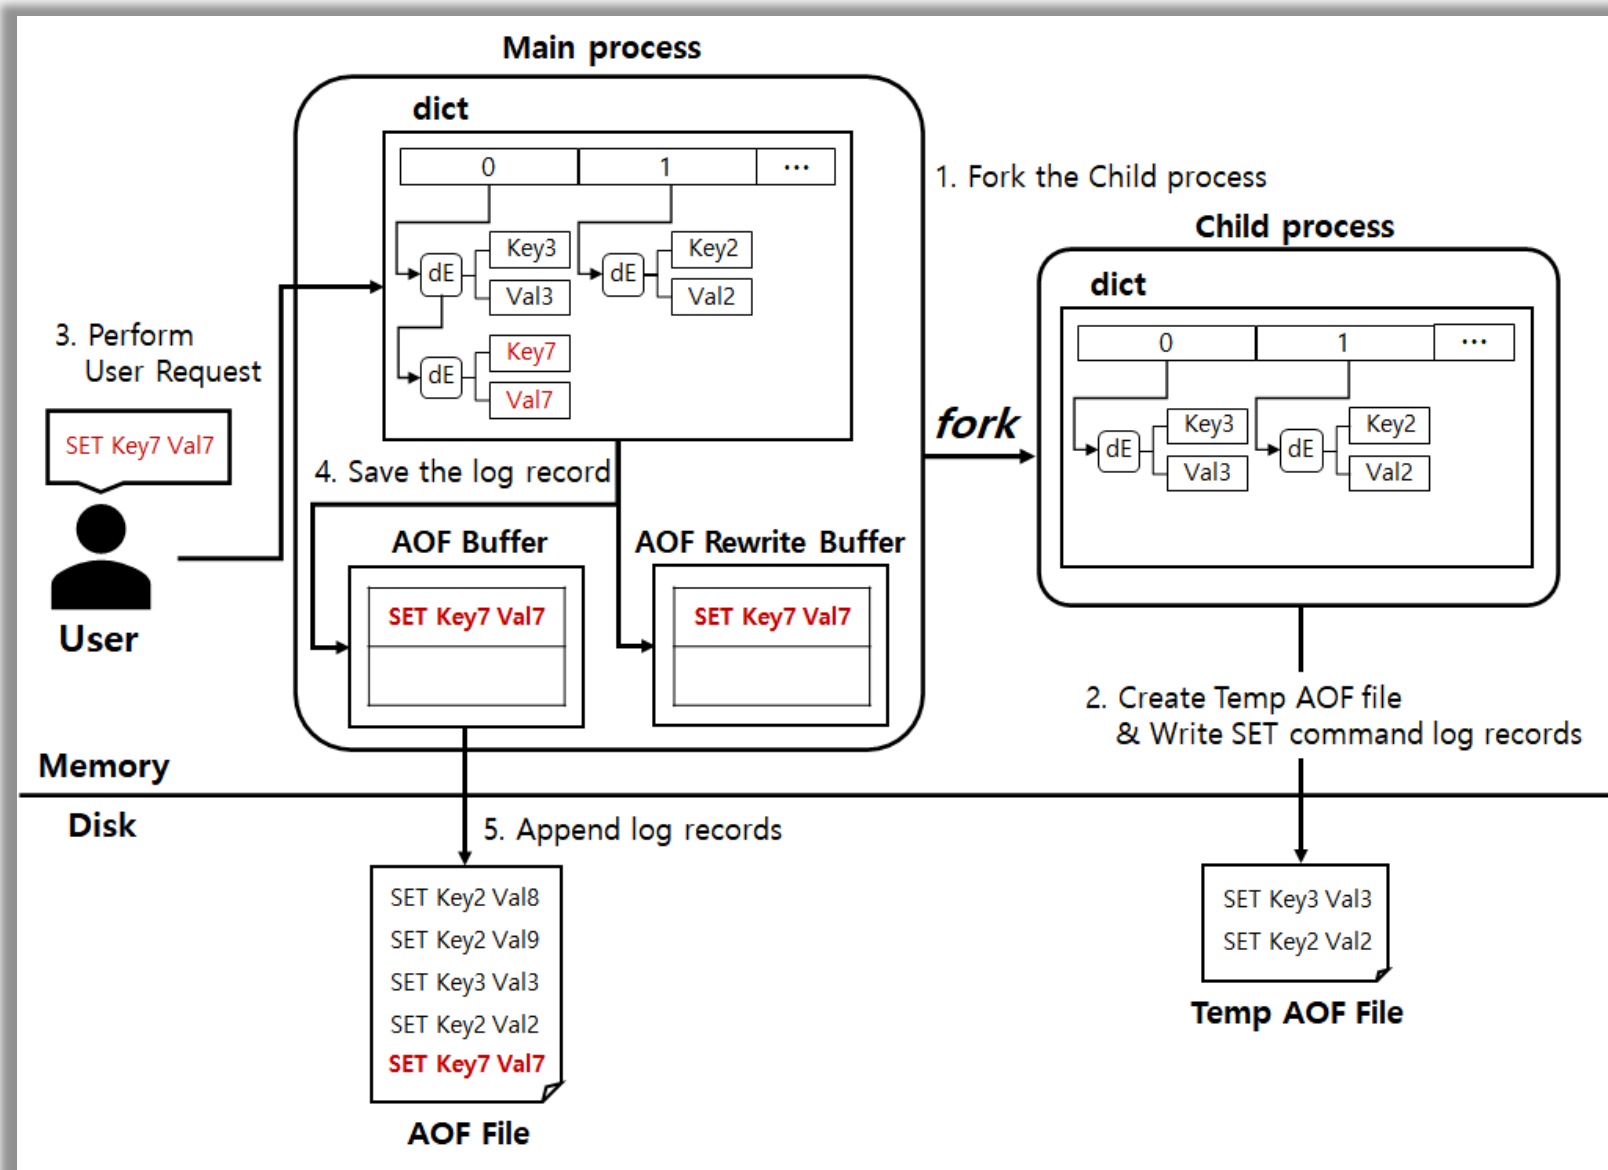 Main process
dict
0 1 ...
1. Fork the Child process
Key3 Key2
dE dE
Val3 Val2
Key7
dE
Val7
Child process
dict
0 1 ...
Key3 Key2
dE dE
Val3 Val2
3. Perform
User Request
SET Key7 Val7
User
fork
4. Save the log record
AOF Buffer AOF Rewrite Buffer
SET Key7 Val7 SET Key7 Val7
2. Create Temp AOF file
& Write SET command log records
Memory
Disk
5. Append log records
SET Key2 Val8
SET Key2 Val9
SET Key3 Val3
SET Key2 Val2
SET Key7 Val7
AOF File
SET Key3 Val3
SET Key2 Val2
Temp AOF File